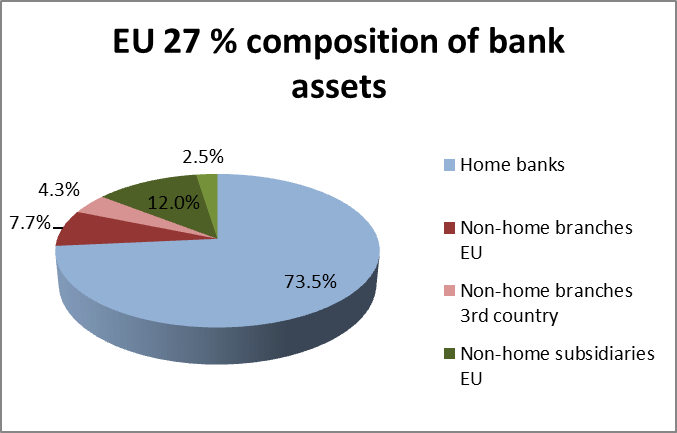 EU 27 % composition of bank
assets
2.5%
4.3%
12.0%
7.7%
73.5%
Home banks
Non-home branches
EU
Non-home branches
3rd country
Non-home subsidiaries
EU